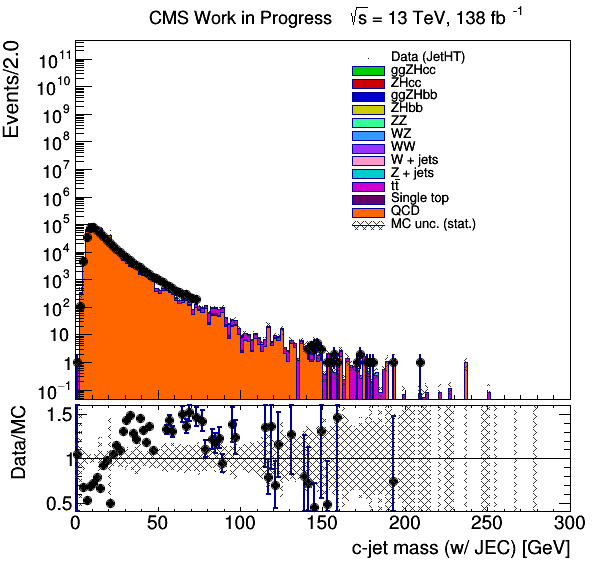 CMS Work in Progress √s = 13 TeV, 138 fb⁻¹
Events/2.0
10¹¹
10¹⁰
10⁹
10⁸
10⁷
10⁶
10⁵
10⁴
10³
10²
10
1
10⁻¹
Data (JetHT)
ggZHcc
ZHcc
ggZHbb
ZHbb
ZZ
WZ
WW
W + jets
Z + jets
tt̄
Single top
QCD
MC unc. (stat.)
Data/MC
1.5
1
0.5
0 50 100 150 200 250 300
c-jet mass (w/ JEC) [GeV]